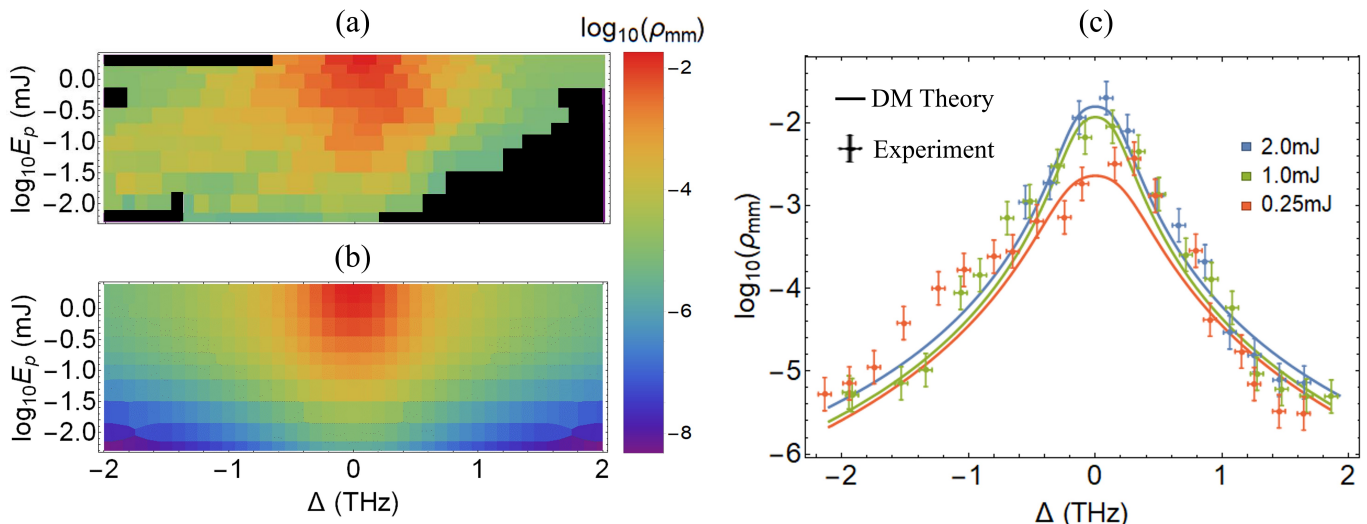 (a)
log₁₀(ρmm)
(c)
log₁₀Eₚ (mJ)
0.0
−0.5
−1.0
−1.5
−2.0
−2
−4
−6
−8
(b)
log₁₀Eₚ (mJ)
0.0
−0.5
−1.0
−1.5
−2.0
−2 −1 0 1 2
Δ (THz)
log₁₀(ρmm)
−2
−3
−4
−5
−6
DM Theory
Experiment
2.0mJ
1.0mJ
0.25mJ
−2 −1 0 1 2
Δ (THz)